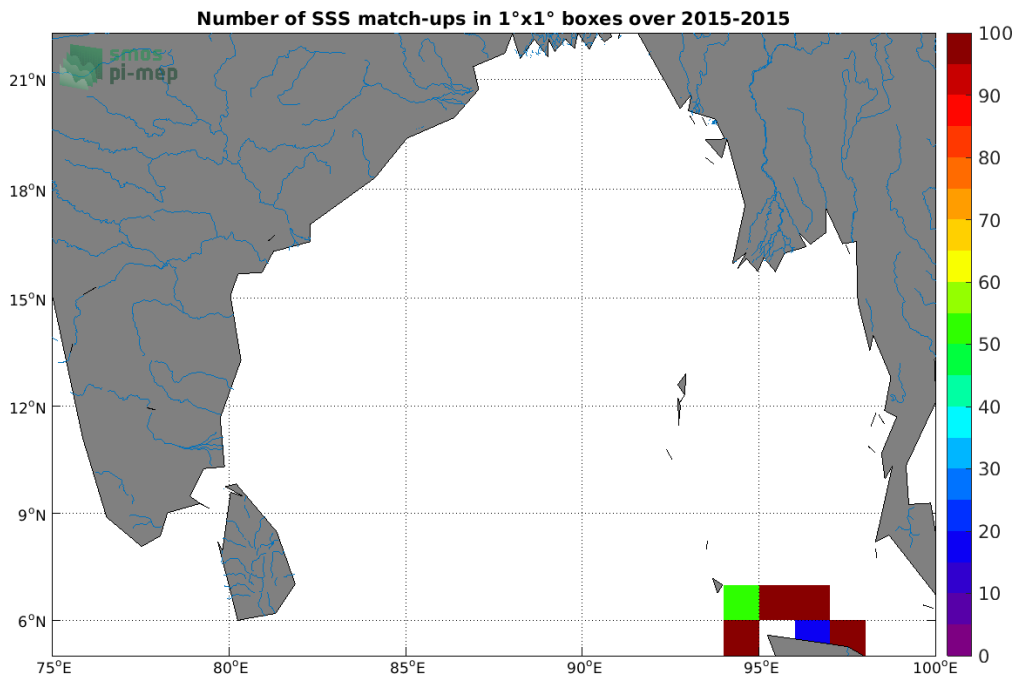 Number of SSS match-ups in 1°x1° boxes over 2015-2015
smos
pi-mep
21°N
18°N
15°N
12°N
9°N
6°N
75°E
80°E
85°E
90°E
95°E
100°E
100
90
80
70
60
50
40
30
20
10
0